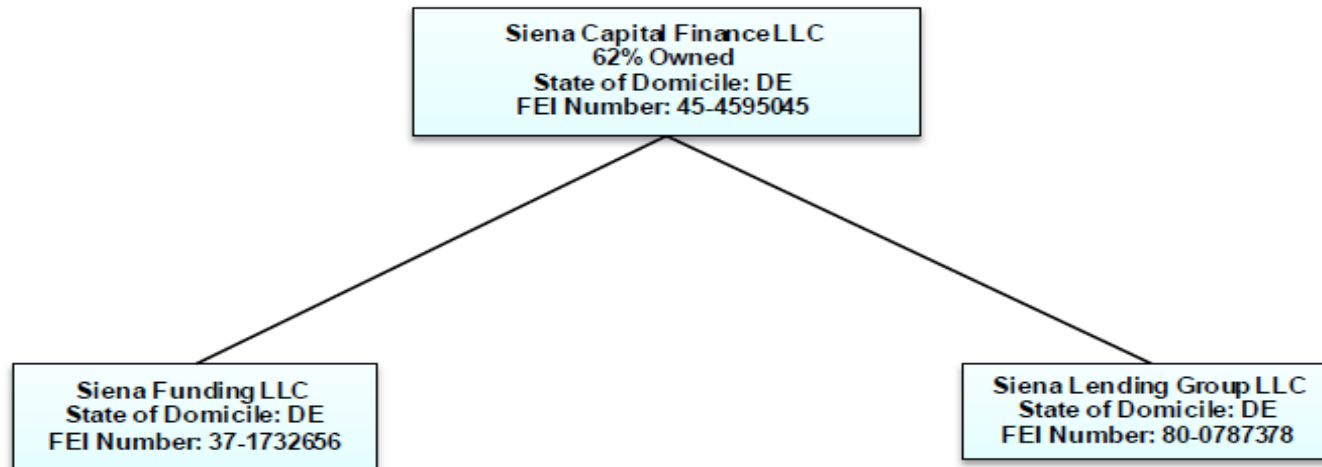 Siena Capital Finance LLC
62% Owned
State of Domicile: DE
FEI Number: 45-4595045
Siena Funding LLC
State of Domicile: DE
FEI Number: 37-1732656
Siena Lending Group LLC
State of Domicile: DE
FEI Number: 80-0787378